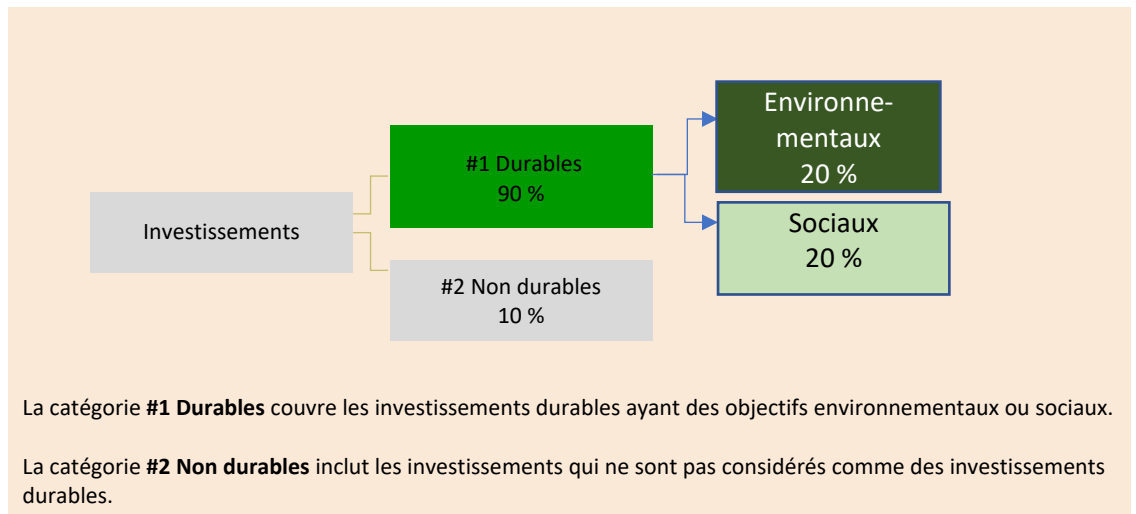 Environne-
mentaux
20 %
#1 Durables
90 %
Sociaux
20 %
Investissements
#2 Non durables
10 %
La catégorie #1 Durables couvre les investissements durables ayant des objectifs environnementaux ou sociaux.
La catégorie #2 Non durables inclut les investissements qui ne sont pas considérés comme des investissements
durables.